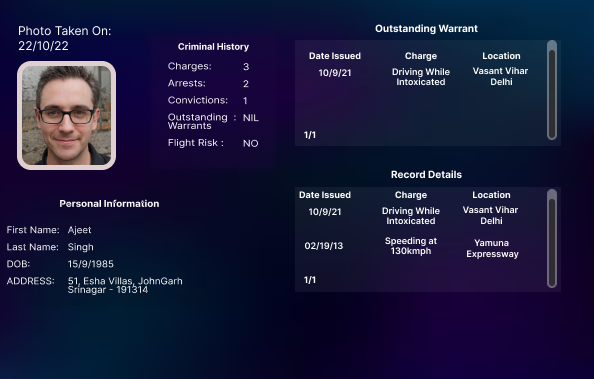 Photo Taken On:
22/10/22
Criminal History
Charges: 3
Arrests: 2
Convictions: 1
Outstanding : NIL
Warrants
Flight Risk : NO
Personal Information
First Name: Ajeet
Last Name: Singh
DOB: 15/9/1985
ADDRESS: 51, Esha Villas, JohnGarh
Srinagar - 191314
Outstanding Warrant
Date Issued Charge Location
10/9/21 Driving While Vasant Vihar
Intoxicated Delhi
1/1
Record Details
Date Issued Charge Location
10/9/21 Driving While Vasant Vihar
Intoxicated Delhi
02/19/13 Speeding at Yamuna
130kmph Expressway
1/1